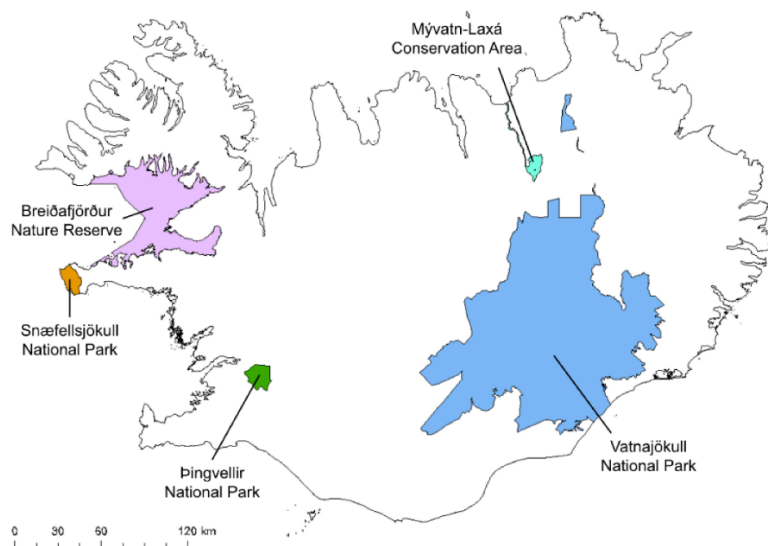 Mývatn-Laxá
Conservation Area
Breiðafjörður
Nature Reserve
Snæfellsjökull
National Park
Þingvellir
National Park
Vatnajökull
National Park
0 30 60 120 km